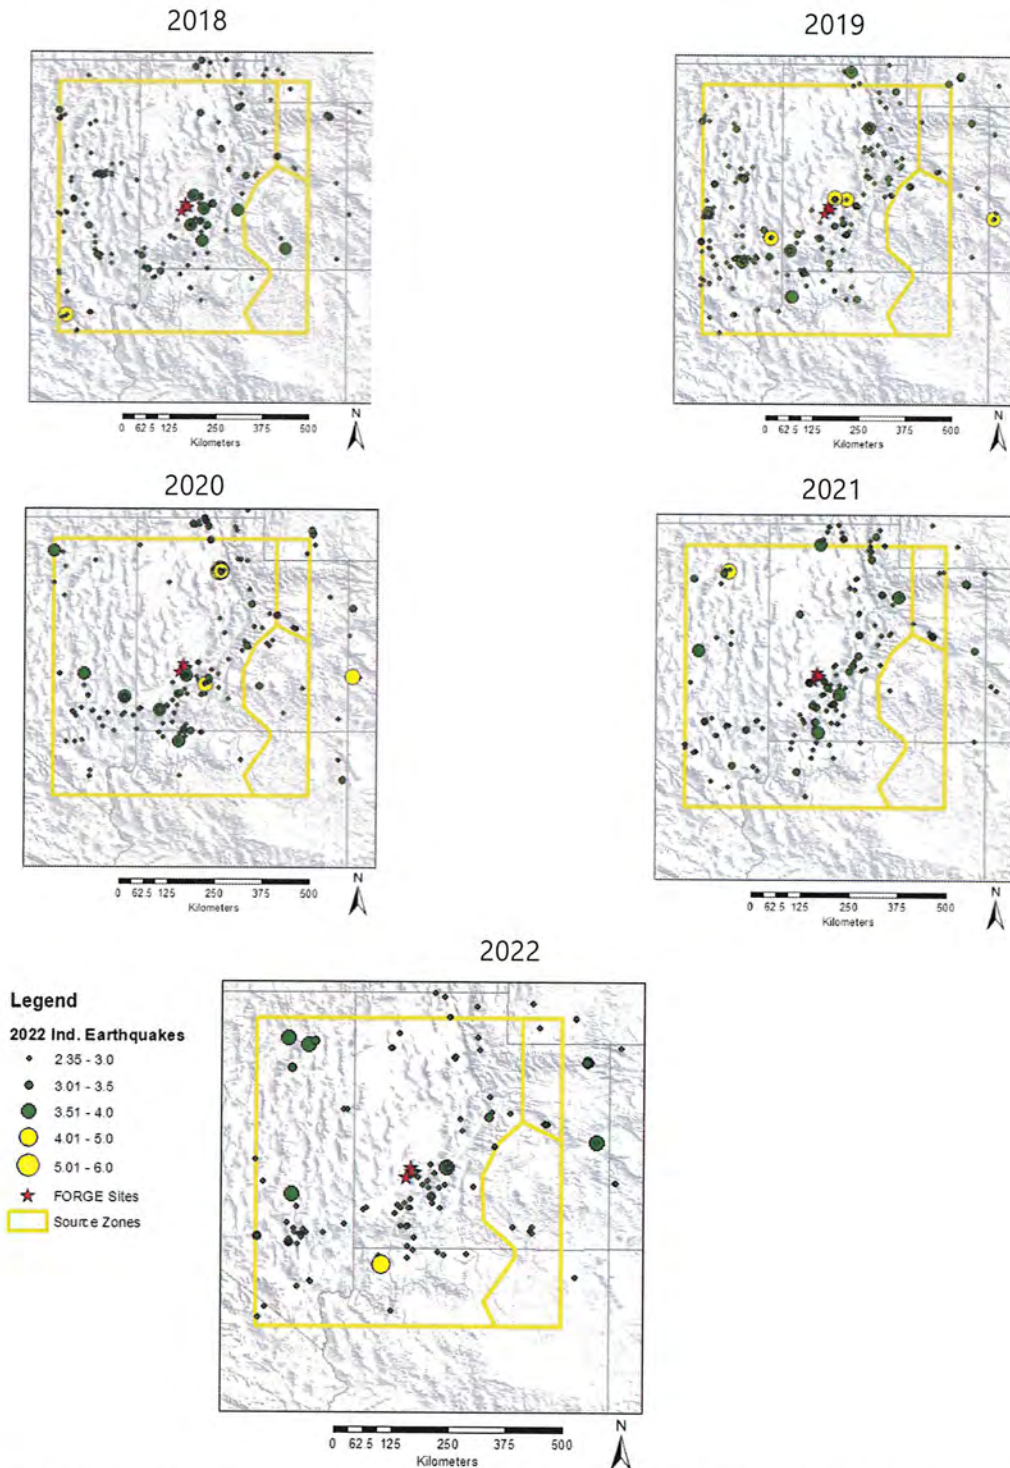 2018
2019
N
0 62.5 125 250 375 500
Kilometers
N
0 62.5 125 250 375 500
Kilometers
2020
2021
N
0 62.5 125 250 375 500
Kilometers
N
0 62.5 125 250 375 500
Kilometers
2022
Legend
2022 Ind. Earthquakes
2.35 - 3.0
3.01 - 3.5
3.51 - 4.0
4.01 - 5.0
5.01 - 6.0
FORGE Sites
Source Zones
N
0 62.5 125 250 375 500
Kilometers